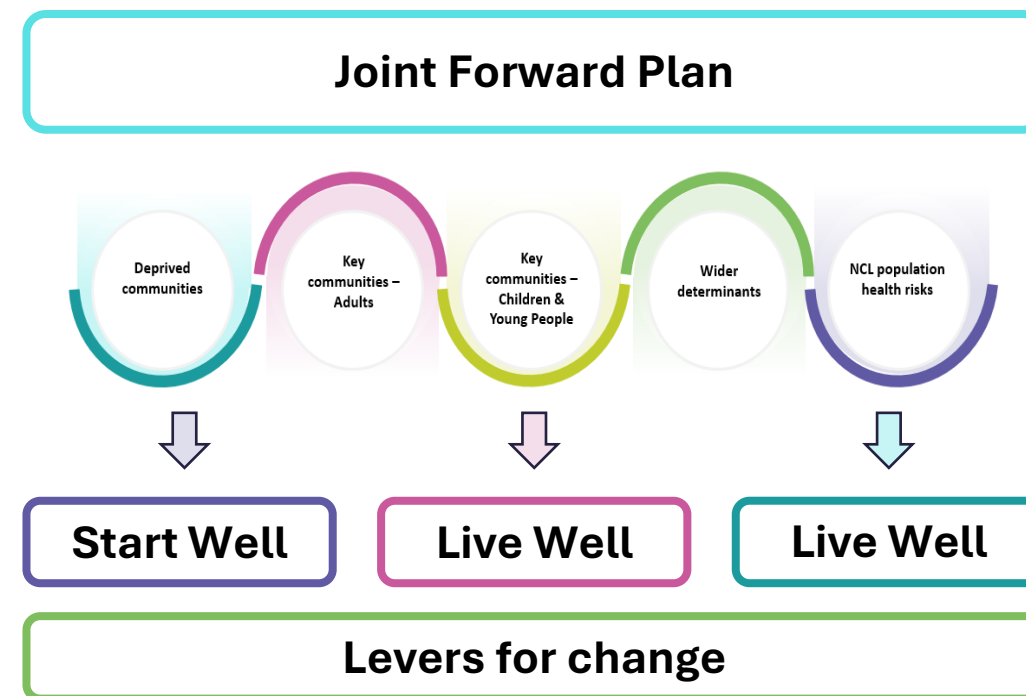 Joint Forward Plan
Deprived
communities
Key
communities –
Adults
Key
communities –
Children &
Young People
Wider
determinants
NCL population
health risks
Start Well
Live Well
Live Well
Levers for change